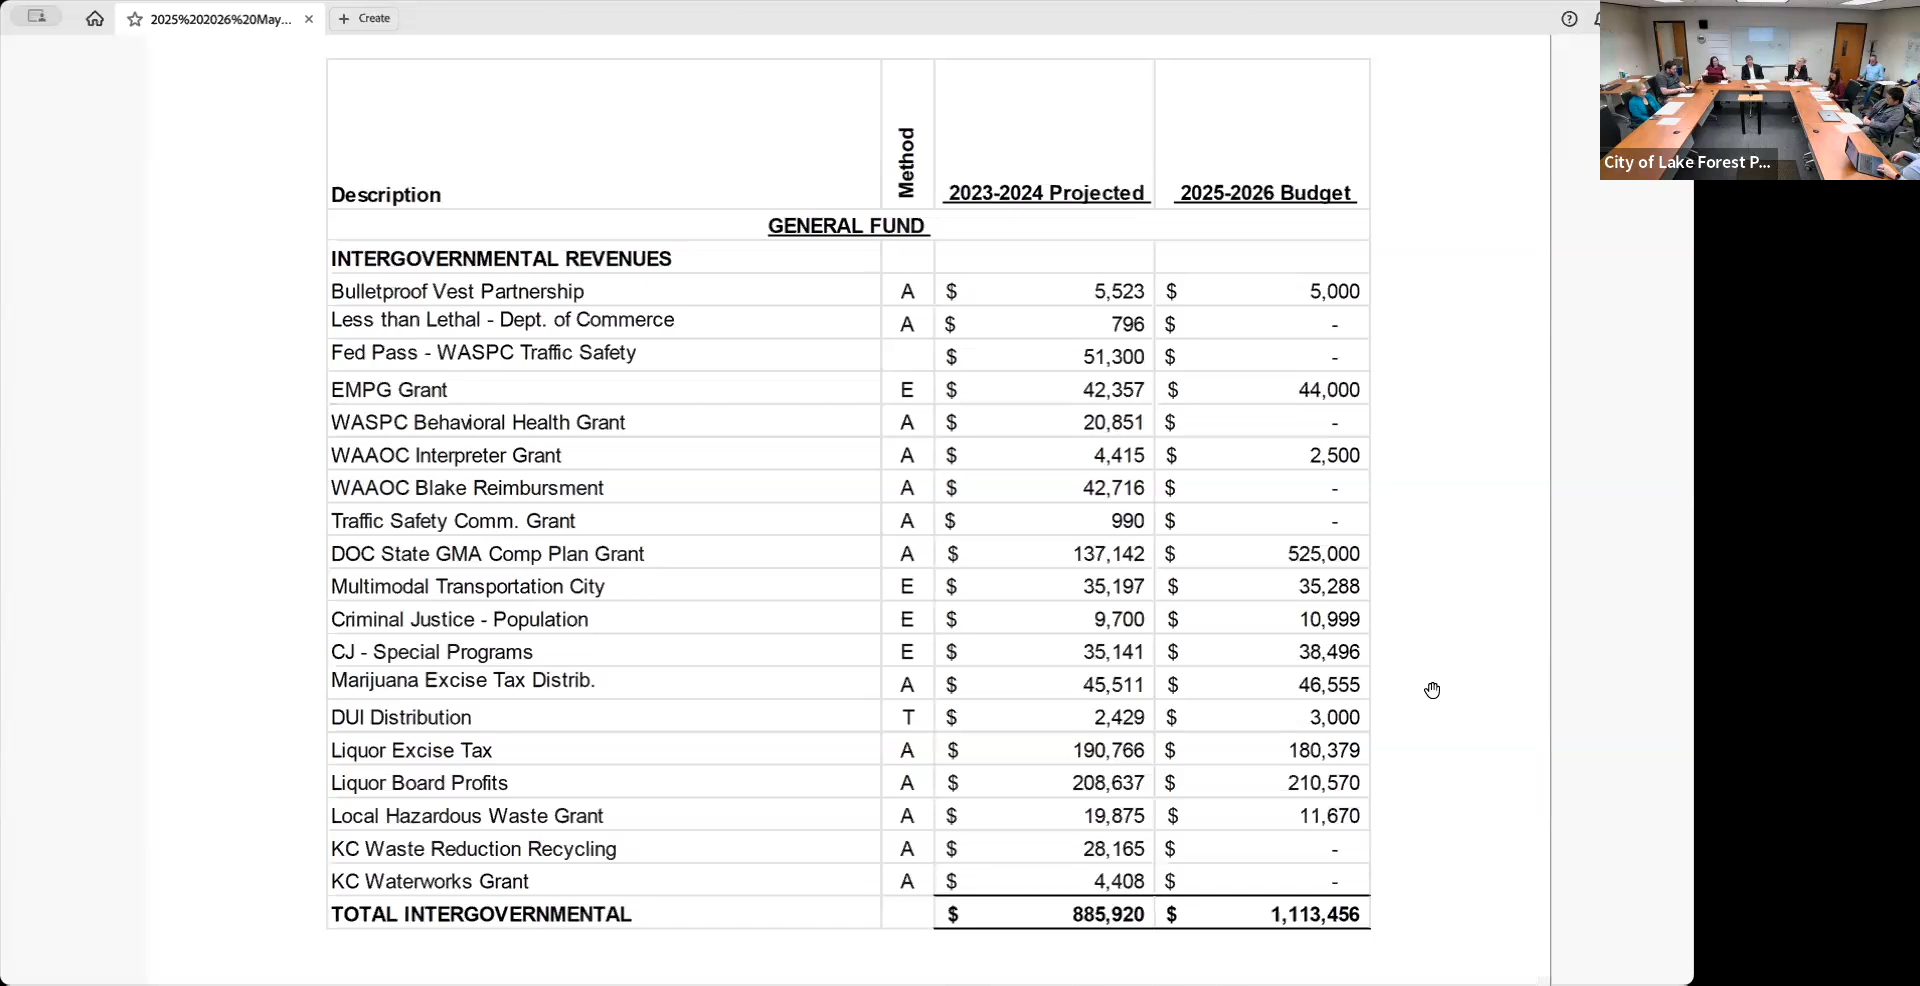 2025%202026%20May...
Create
City of Lake Forest P...
Description Method 2023-2024 Projected 2025-2026 Budget
GENERAL FUND
INTERGOVERNMENTAL REVENUES
Bulletproof Vest Partnership A $ 5,523 $ 5,000
Less than Lethal - Dept. of Commerce A $ 796 $ -
Fed Pass - WASPC Traffic Safety $ 51,300 $ -
EMPG Grant E $ 42,357 $ 44,000
WASPC Behavioral Health Grant A $ 20,851 $ -
WAAOC Interpreter Grant A $ 4,415 $ 2,500
WAAOC Blake Reimbursment A $ 42,716 $ -
Traffic Safety Comm. Grant A $ 990 $ -
DOC State GMA Comp Plan Grant A $ 137,142 $ 525,000
Multimodal Transportation City E $ 35,197 $ 35,288
Criminal Justice - Population E $ 9,700 $ 10,999
CJ - Special Programs E $ 35,141 $ 38,496
Marijuana Excise Tax Distrib. A $ 45,511 $ 46,555
DUI Distribution T $ 2,429 $ 3,000
Liquor Excise Tax A $ 190,766 $ 180,379
Liquor Board Profits A $ 208,637 $ 210,570
Local Hazardous Waste Grant A $ 19,875 $ 11,670
KC Waste Reduction Recycling A $ 28,165 $ -
KC Waterworks Grant A $ 4,408 $ -
TOTAL INTERGOVERNMENTAL $ 885,920 $ 1,113,456